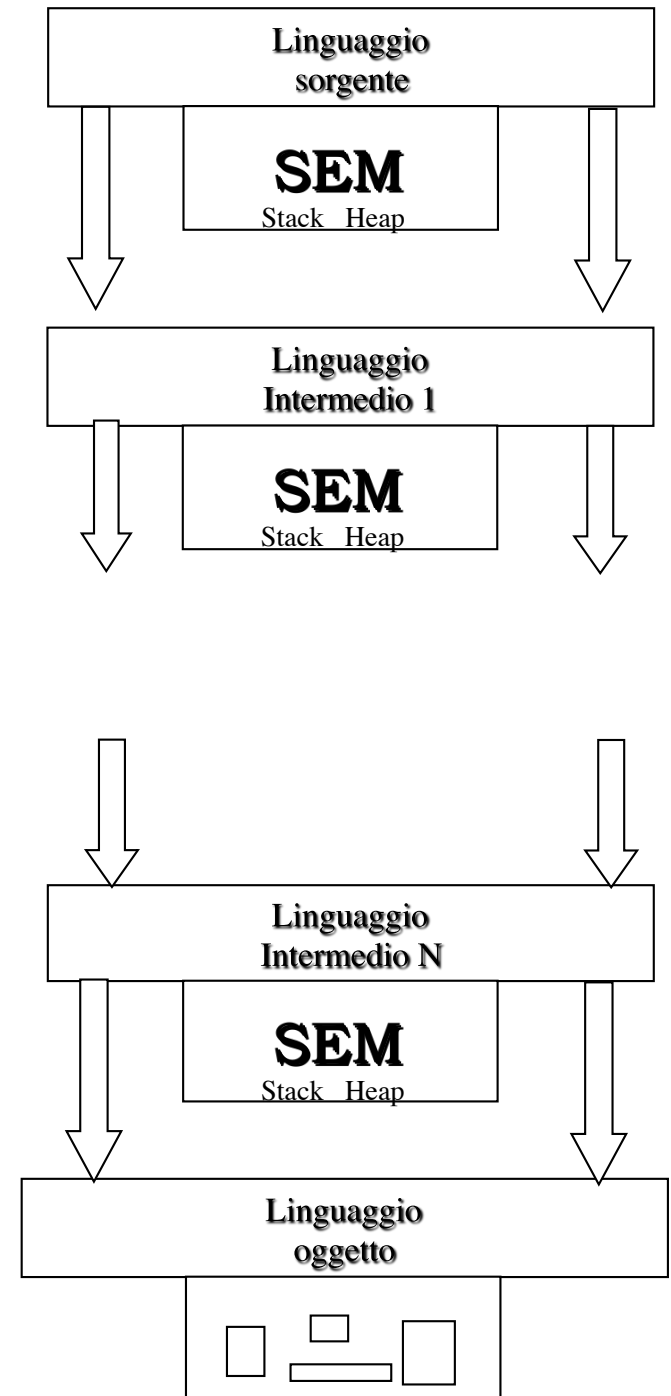 Linguaggio
sorgente
SEM
Stack Heap
Linguaggio
Intermedio 1
SEM
Stack Heap
Linguaggio
Intermedio N
SEM
Stack Heap
Linguaggio
oggetto